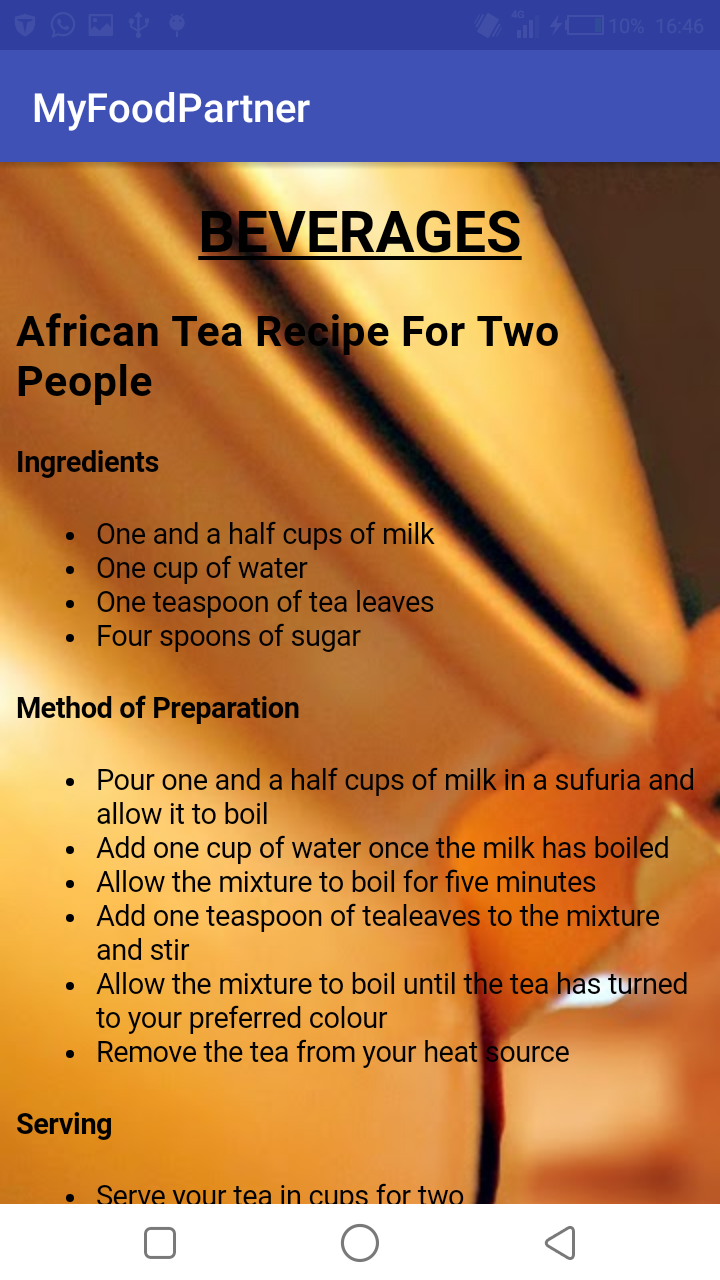 4G 10% 16:46
MyFoodPartner
BEVERAGES
African Tea Recipe For Two
People
Ingredients
• One and a half cups of milk
• One cup of water
• One teaspoon of tea leaves
• Four spoons of sugar
Method of Preparation
• Pour one and a half cups of milk in a sufuria and
allow it to boil
• Add one cup of water once the milk has boiled
• Allow the mixture to boil for five minutes
• Add one teaspoon of tealeaves to the mixture
and stir
• Allow the mixture to boil until the tea has turned
to your preferred colour
• Remove the tea from your heat source
Serving
• Serve your tea in cups for two